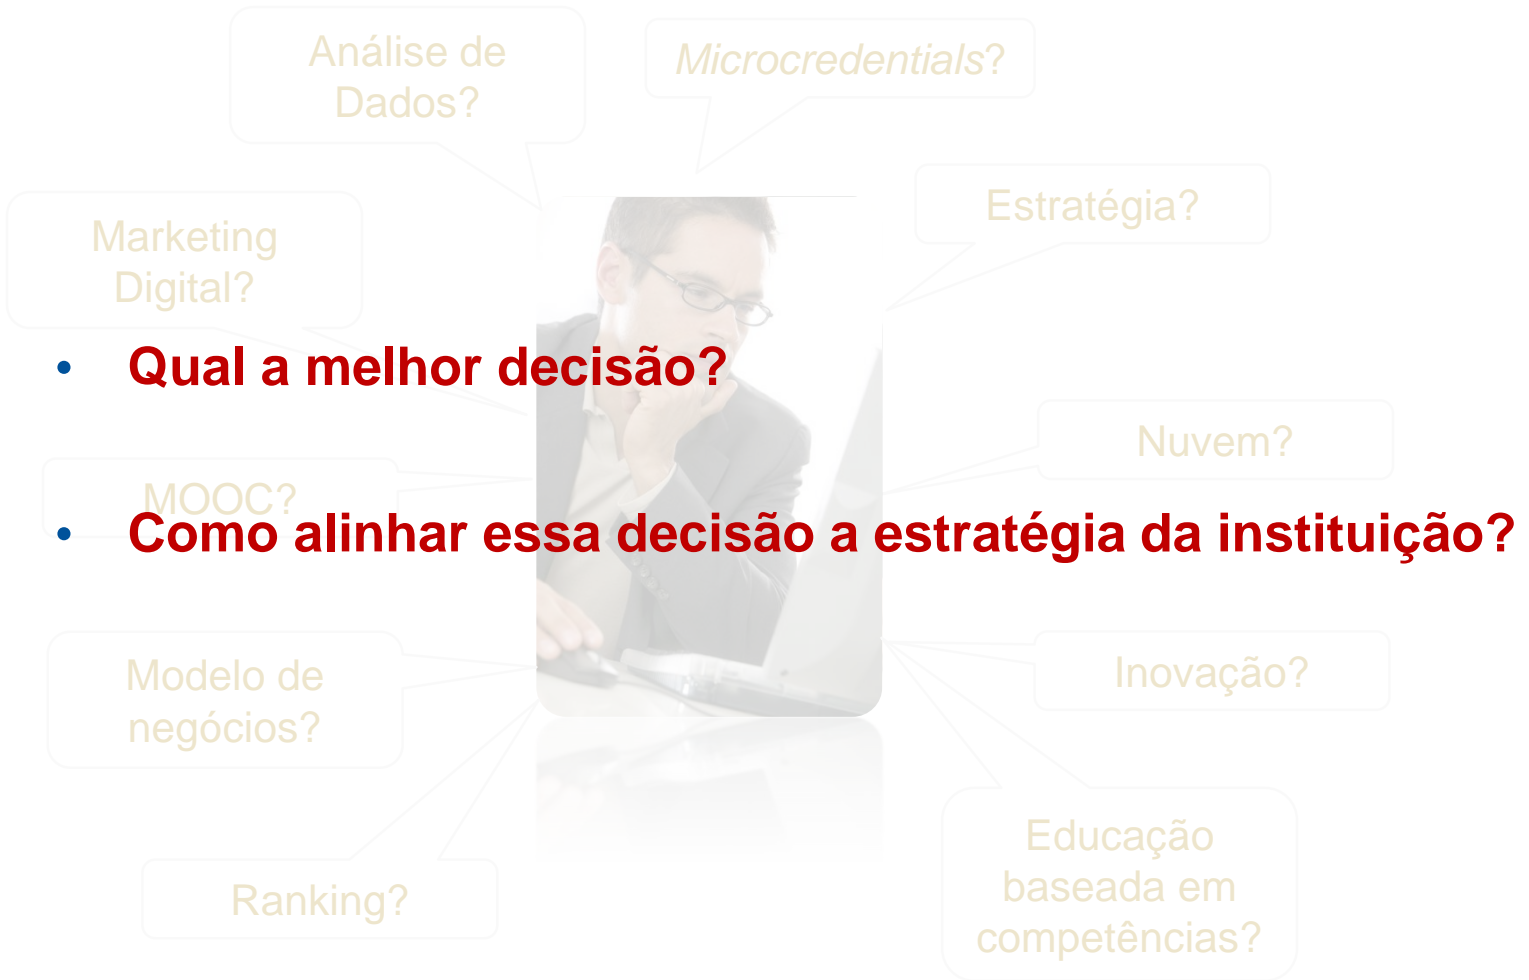 Análise de
Dados?
Microcredentials?
Estratégia?
Marketing
Digital?
• Qual a melhor decisão?
Nuvem?
MOOC?
• Como alinhar essa decisão a estratégia da instituição?
Modelo de
negócios?
Inovação?
Ranking?
Educação
baseada em
competências?